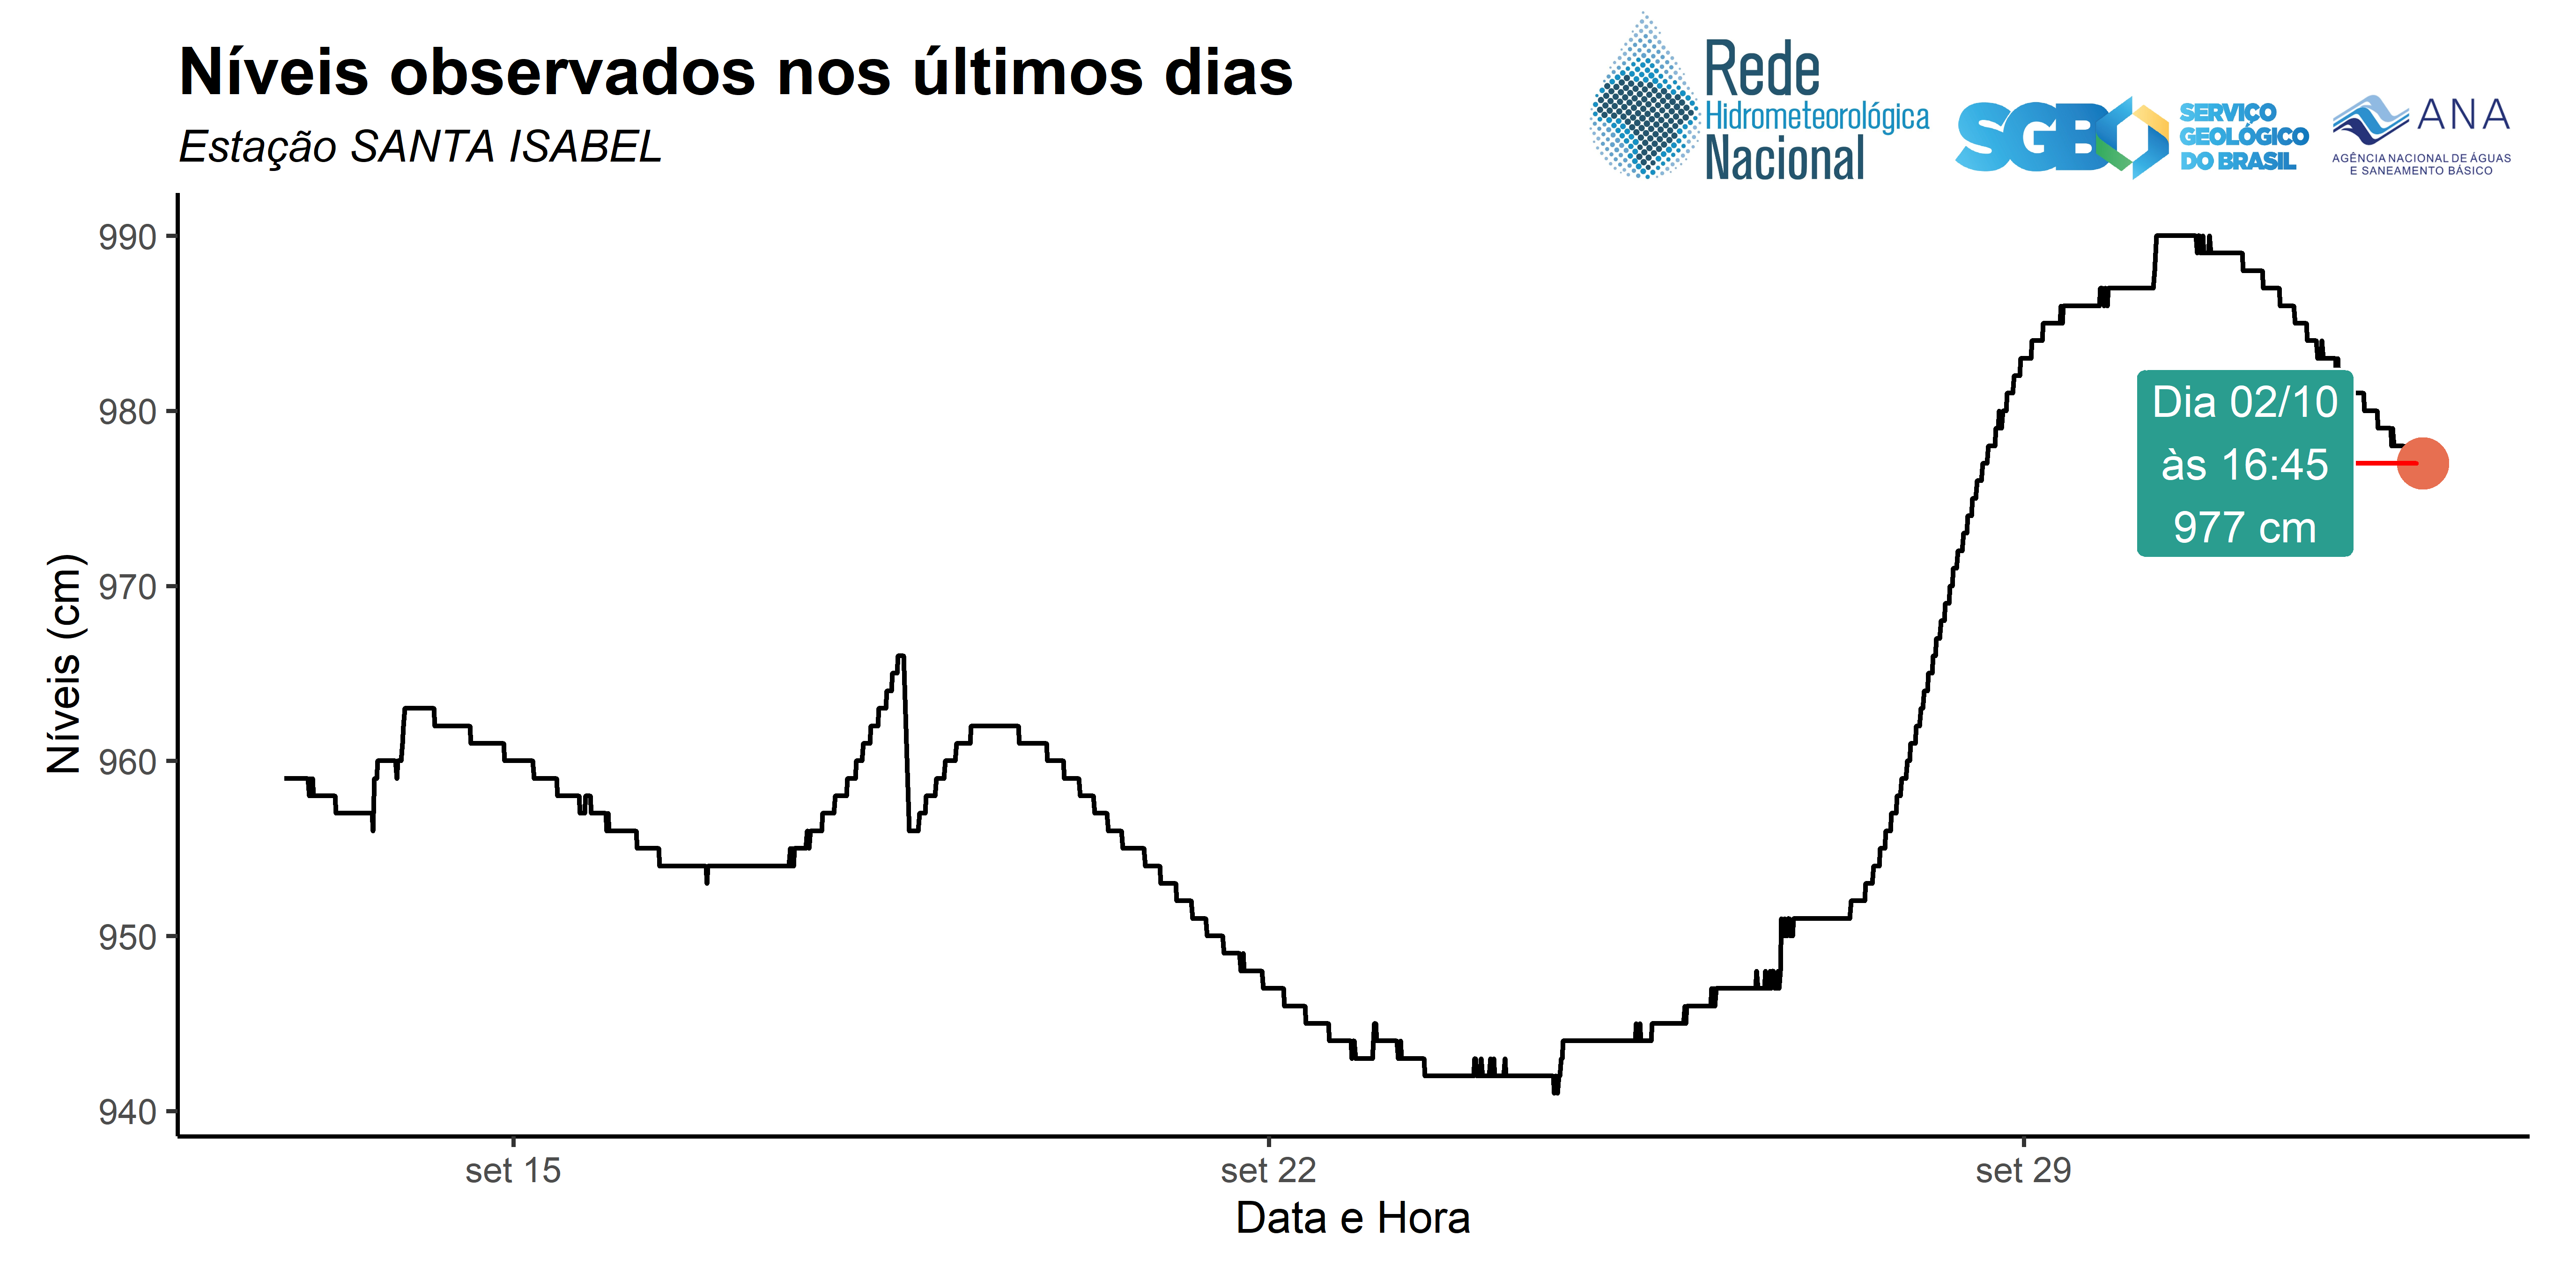 Níveis observados nos últimos dias
Estação SANTA ISABEL
Rede
Hidrometeorológica
Nacional
SGB
SERVIÇO
GEOLÓGICO
DO BRASIL
ANA
AGÊNCIA NACIONAL DE ÁGUAS
E SANEAMENTO BÁSICO
Níveis (cm)
990
980
970
960
950
940
Dia 02/10
às 16:45
977 cm
set 15
set 22
set 29
Data e Hora